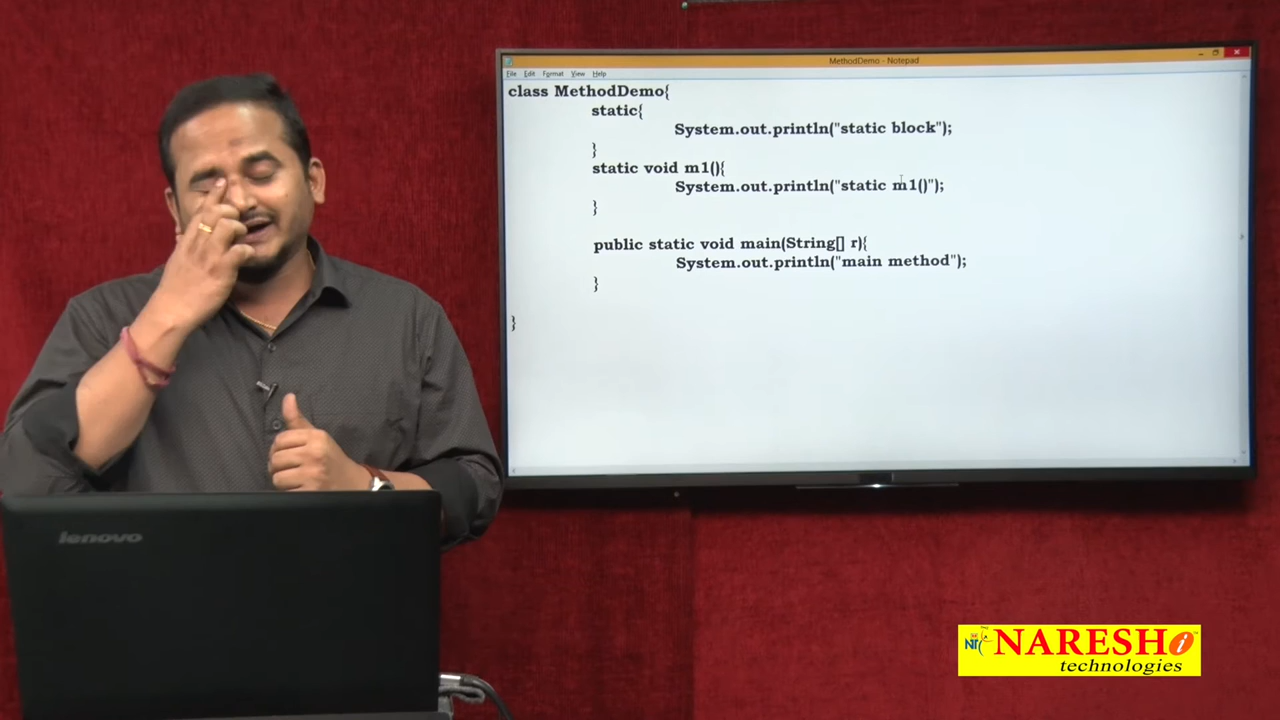 MethodDemo - Notepad
File Edit Format View Help
class MethodDemo{
static{
System.out.println("static block");
}
static void m1(){
System.out.println("static m1()");
}
public static void main(String[] r){
System.out.println("main method");
}
}
lenovo
NARESH i
technologies